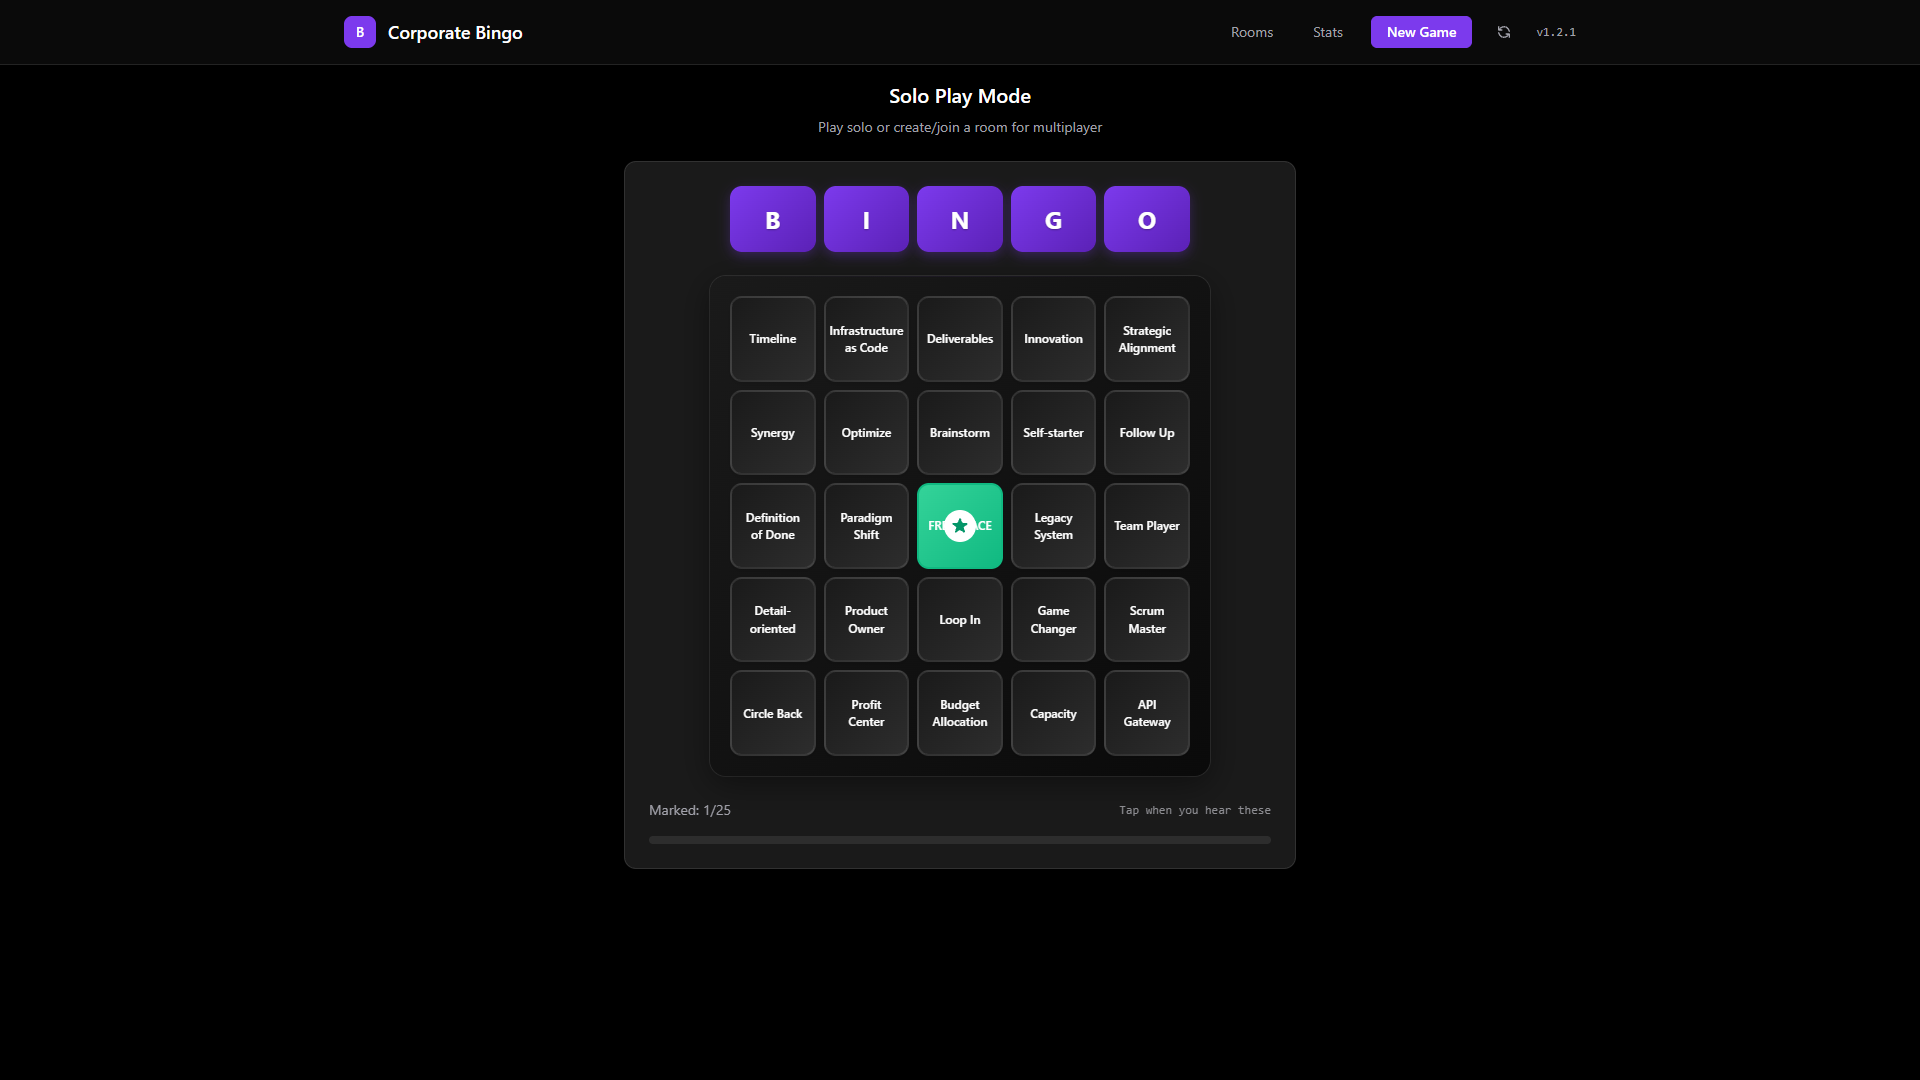 B Corporate Bingo Rooms Stats New Game v1.2.1
Solo Play Mode
Play solo or create/join a room for multiplayer
B I N G O
Timeline
Infrastructure
as Code
Deliverables
Innovation
Strategic
Alignment
Synergy
Optimize
Brainstorm
Self-starter
Follow Up
Definition
of Done
Paradigm
Shift
Legacy
System
Team Player
Detail-
oriented
Product
Owner
Loop In
Game
Changer
Scrum
Master
Circle Back
Profit
Center
Budget
Allocation
Capacity
API
Gateway
Marked: 1/25
Tap when you hear these